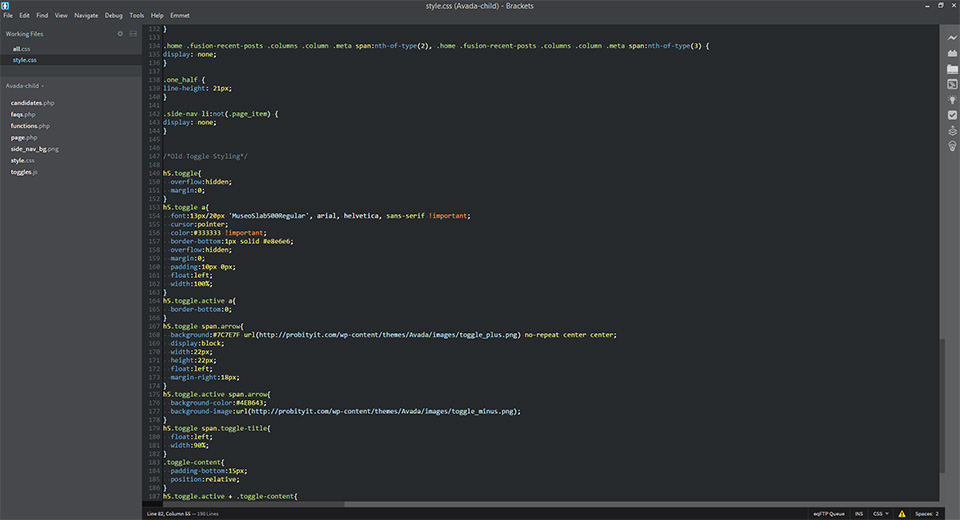 style.css (Avada-child) - Brackets
File Edit Find View Navigate Debug Tools Help Emmet
Working Files
all.css
style.css
Avada-child
candidates.php
faqs.php
functions.php
page.php
side_nav_bg.png
style.css
toggles.js
132 }
133
134 .home .fusion-recent-posts .columns .column .meta span:nth-of-type(2), .home .fusion-recent-posts .columns .column .meta span:nth-of-type(3) {
135 display: none;
136 }
137
138 .one_half {
139 line-height: 21px;
140 }
141
142 .side-nav li:not(.page_item) {
143 display: none;
144 }
145
146
147 /*Old Toggle Styling*/
148
149 h5.toggle{
150 overflow:hidden;
151 margin:0;
152 }
153 h5.toggle a{
154 font:13px/20px 'MuseoSlab500Regular', arial, helvetica, sans-serif !important;
155 cursor:pointer;
156 color:#333333 !important;
157 border-bottom:1px solid #e8e6e6;
158 overflow:hidden;
159 margin:0;
160 padding:10px 0px;
161 float:left;
162 width:100%;
163 }
164 h5.toggle.active a{
165 border-bottom:0;
166 }
167 h5.toggle span.arrow{
168 background:#7C7E7F url(http://probityit.com/wp-content/themes/Avada/images/toggle_plus.png) no-repeat center center;
169 display:block;
170 width:22px;
171 height:22px;
172 float:left;
173 margin-right:18px;
174 }
175 h5.toggle.active span.arrow{
176 background-color:#4EB643;
177 background-image:url(http://probityit.com/wp-content/themes/Avada/images/toggle_minus.png);
178 }
179 h5.toggle span.toggle-title{
180 float:left;
181 width:90%;
182 }
183 .toggle-content{
184 padding-bottom:15px;
185 position:relative;
186 }
187 h5.toggle.active + .toggle-content{
Line 82, Column 55 — 198 Lines
eqFTP Queue INS CSS Spaces: 2